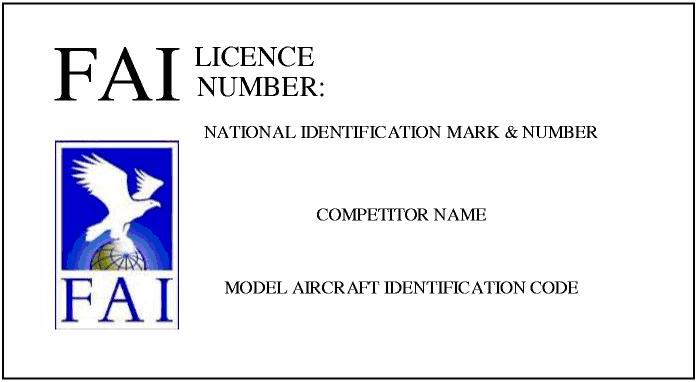 FAI LICENCE
NUMBER:
NATIONAL IDENTIFICATION MARK & NUMBER
COMPETITOR NAME
FAI
MODEL AIRCRAFT IDENTIFICATION CODE